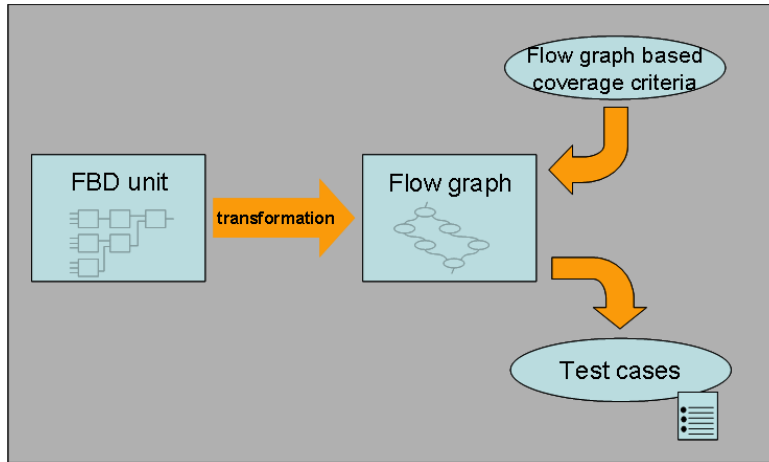 Flow graph based
coverage criteria
FBD unit
transformation
Flow graph
Test cases